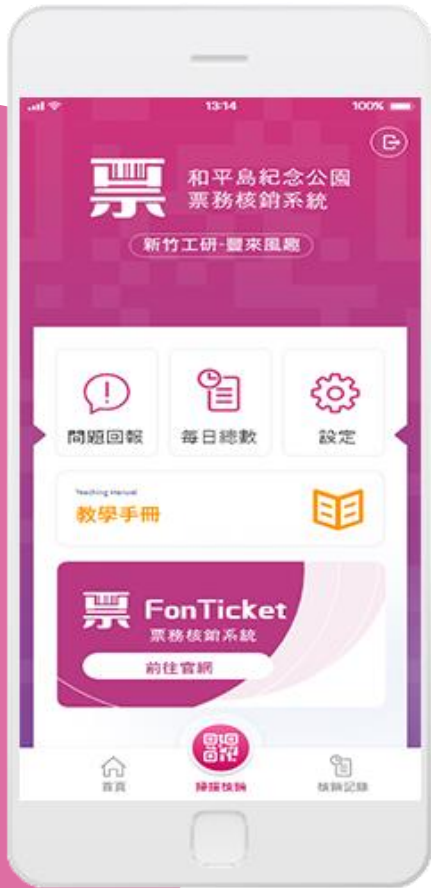 13:14
100%
票
和平島紀念公園
票務核銷系統
新竹工研-豐來風趣
問題回報
每日總數
設定
Teaching manual
教學手冊
票 FonTicket
票務核銷系統
前往官網
首頁
掃描核銷
核銷記錄